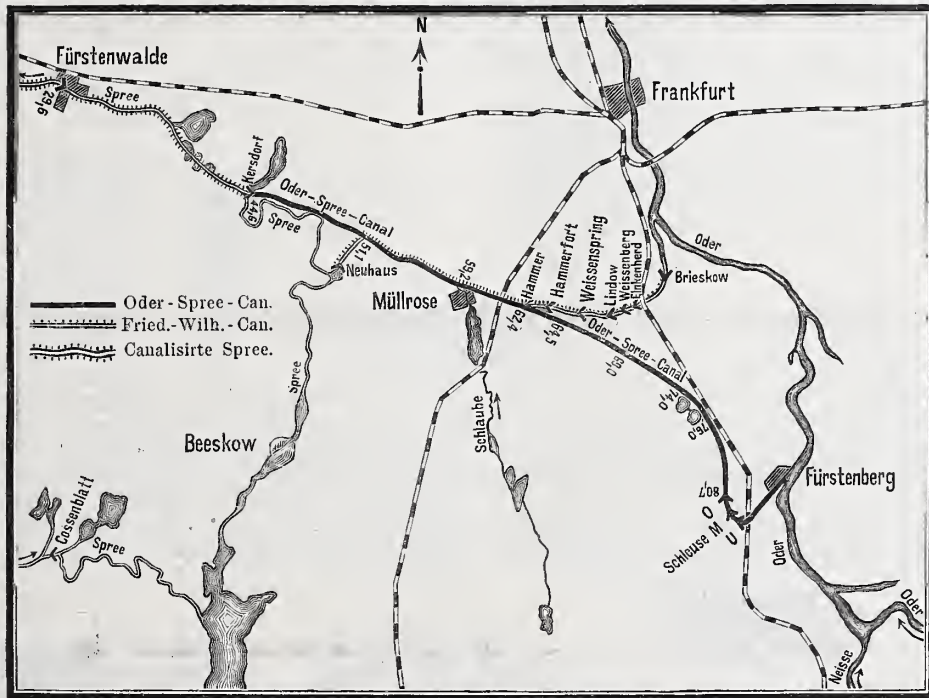 N
Fürstenwalde
29,6
Spree
Frankfurt
Kersdorf
44,6
Oder-Spree-Canal
Spree
51,1
Neuhaus
59,2
Müllrose
Hammer
62,4
Hammerfort
64,5
Weissenspring
Lindow
Weissenberg
Finkenherd
Brieskow
Oder
Oder-Spree-Canal
74,0
76,0
Oder-Spree-Can.
Fried.-Wilh.-Can.
Canalisirte Spree.
Spree
Beeskow
Schlaube
Fürstenberg
80,7
Schleuse M
O
U
Cossenblatt
Spree
Oder
Oder
Neisse